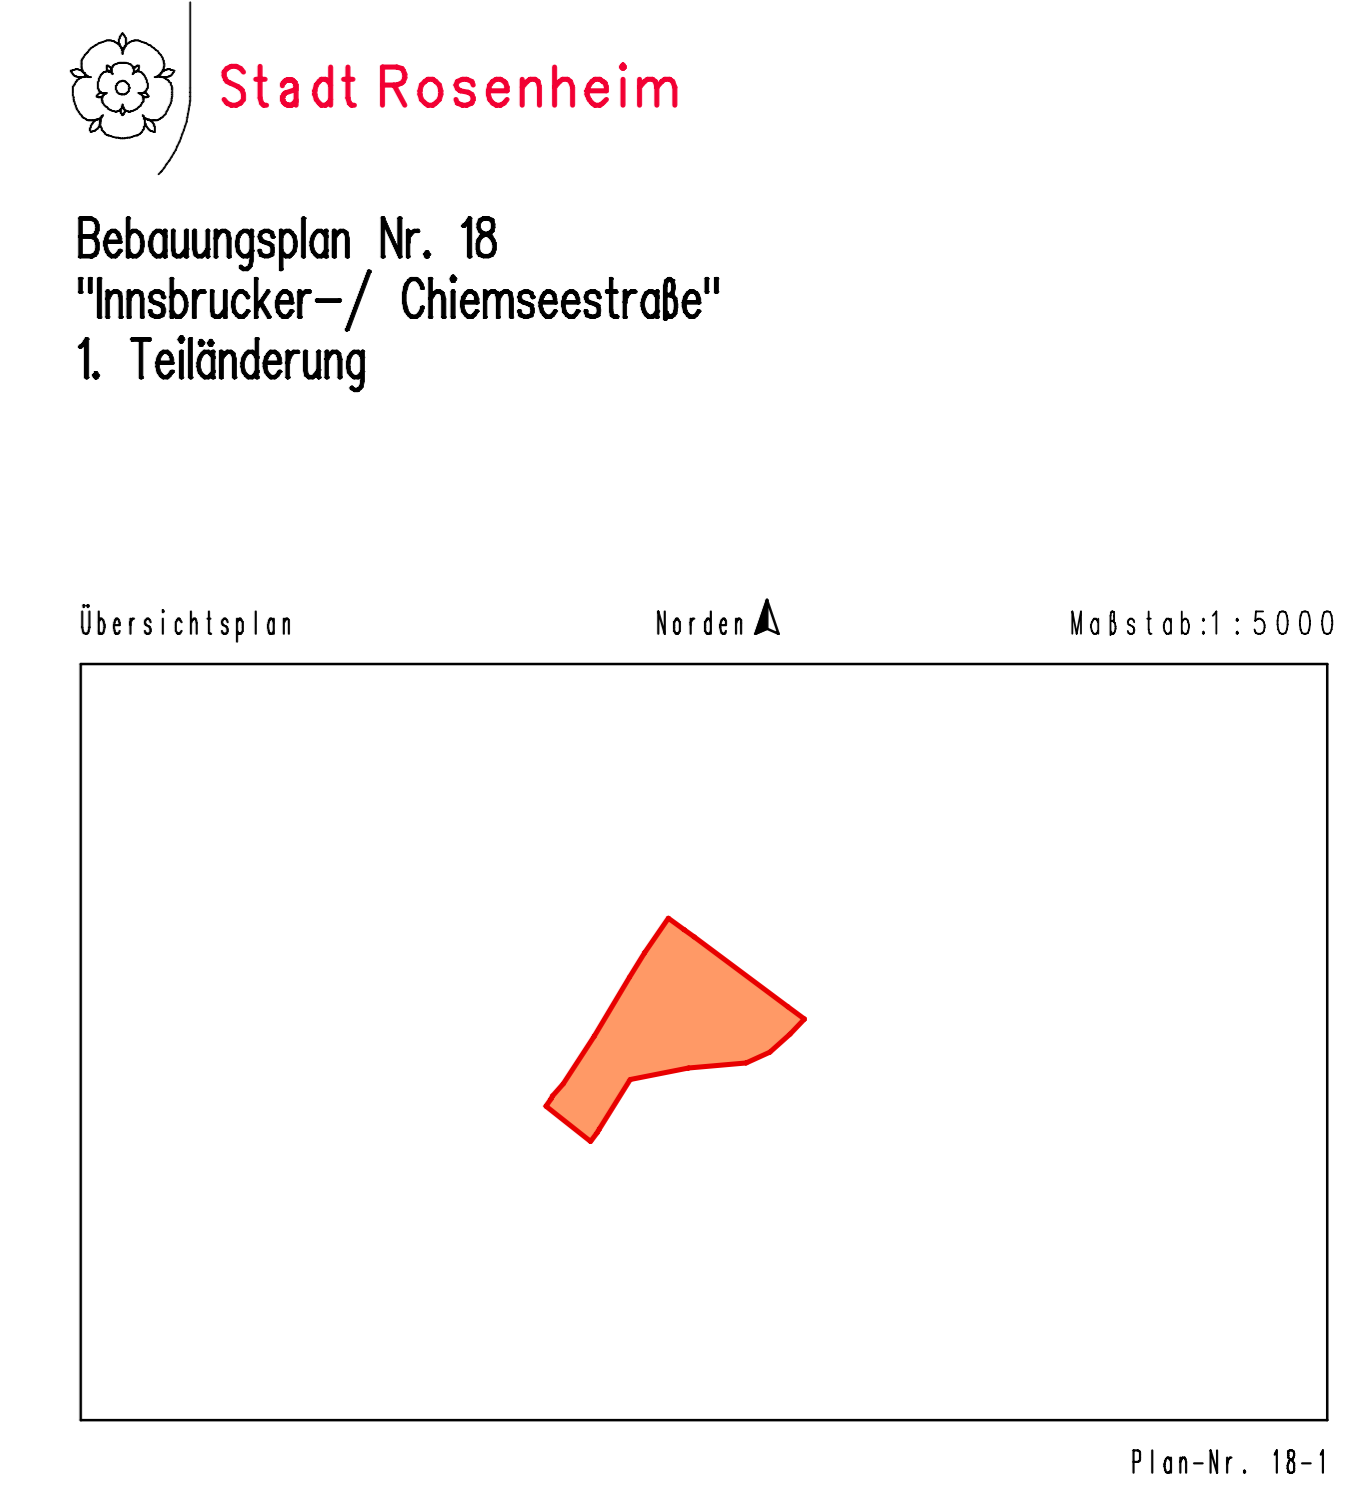 Stadt Rosenheim
Bebauungsplan Nr. 18
"Innsbrucker-/ Chiemseestraße"
1. Teiländerung
Übersichtsplan Norden Maßstab:1:5000
Plan-Nr. 18-1